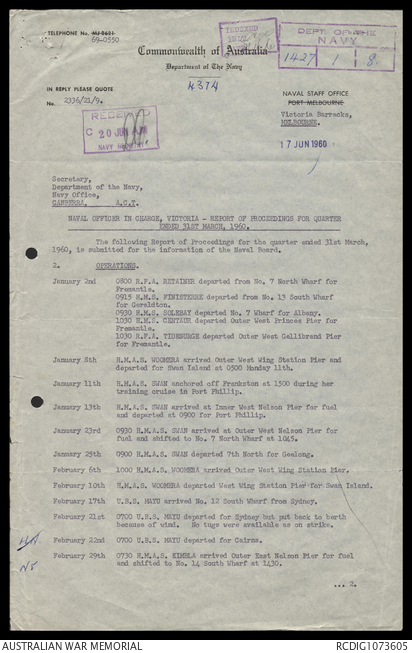 TELEPHONE No. MJ 8621
69-0550
Commonwealth of Australia
Department of The Navy
K374
DEPT. OF THE
NAVY
1427 1 8
IN REPLY PLEASE QUOTE
No. 2336/21/9.
NAVAL STAFF OFFICE
PORT MELBOURNE
Victoria Barracks,
MELBOURNE.
RECEIVED
C 20 JUN
NAVY
17 JUN 1960
Secretary,
Department of the Navy,
Navy Office,
CANBERRA. A.C.T.
NAVAL OFFICER IN CHARGE, VICTORIA - REPORT OF PROCEEDINGS FOR QUARTER
ENDED 31ST MARCH, 1960.
The following Report of Proceedings for the quarter ended 31st March,
1960, is submitted for the information of the Naval Board.
2. OPERATIONS.
January 2nd 0800 R.F.A. RETAINER departed from No. 7 North Wharf for
Fremantle.
0915 H.M.S. FINISTERRE departed from No. 13 South Wharf
for Geraldton.
0930 H.M.S. SOLEBAY departed No. 7 Wharf for Albany.
1030 H.M.S. CENTAUR departed Outer West Princes Pier for
Fremantle.
1030 R.F.A. TIDESURGE departed Outer West Gellibrand Pier
for Fremantle.
January 8th H.M.A.S. WOOMERA arrived Outer West Wing Station Pier and
departed for Swan Island at 0500 Monday 11th.
January 11th H.M.A.S. SWAN anchored off Frankston at 1500 during her
training cruise in Port Phillip.
January 13th H.M.A.S. SWAN arrived at Inner West Nelson Pier for fuel
and departed at 0900 for Port Phillip.
January 23rd 0930 H.M.A.S. SWAN arrived at Outer West Nelson Pier for
fuel and shifted to No. 7 North Wharf at 1045.
January 25th 0900 H.M.A.S. SWAN departed 7th North for Geelong.
February 6th 1000 H.M.A.S. WOOMERA arrived Outer West Wing Station Pier.
February 10th H.M.A.S. WOOMERA departed West Wing Station Pier for Swan Island.
February 17th U.S.S. MAYU arrived No. 12 South Wharf from Sydney.
February 21st 0700 U.B.S. MAYU departed for Sydney but put back to berth
because of wind. No tugs were available as on strike.
February 22nd 0700 U.B.S. MAYU departed for Cairns.
February 29th 0730 H.M.A.S. KIMBLA arrived Outer East Nelson Pier for fuel
and shifted to No. 14 South Wharf at 1430.
... 2.
AUSTRALIAN WAR MEMORIAL
RCDIG1073605